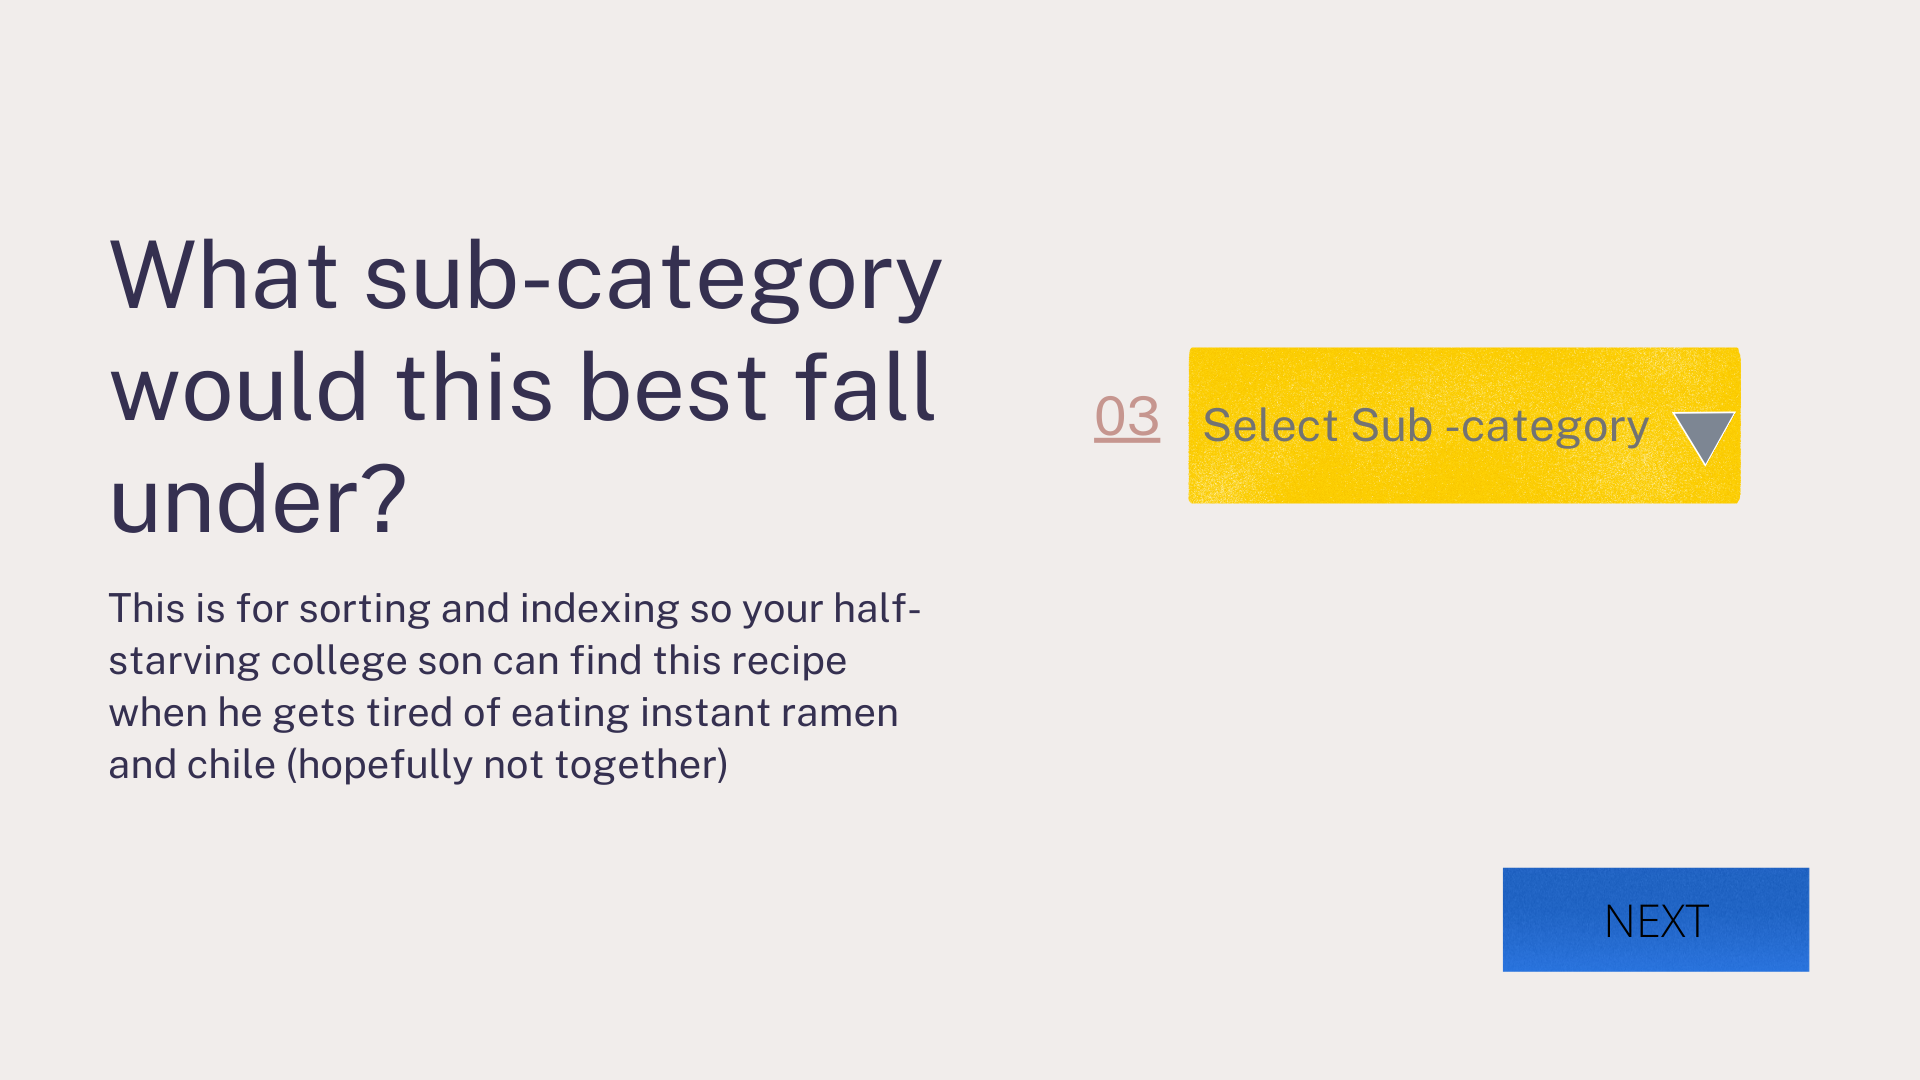 What sub-category
would this best fall
under?
This is for sorting and indexing so your half-
starving college son can find this recipe
when he gets tired of eating instant ramen
and chile (hopefully not together)
03
Select Sub -category
NEXT